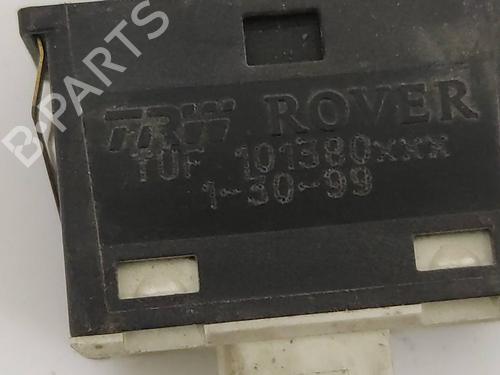 B-PARTS
TRW ROVER
YUF 101380xxx
1-30-99